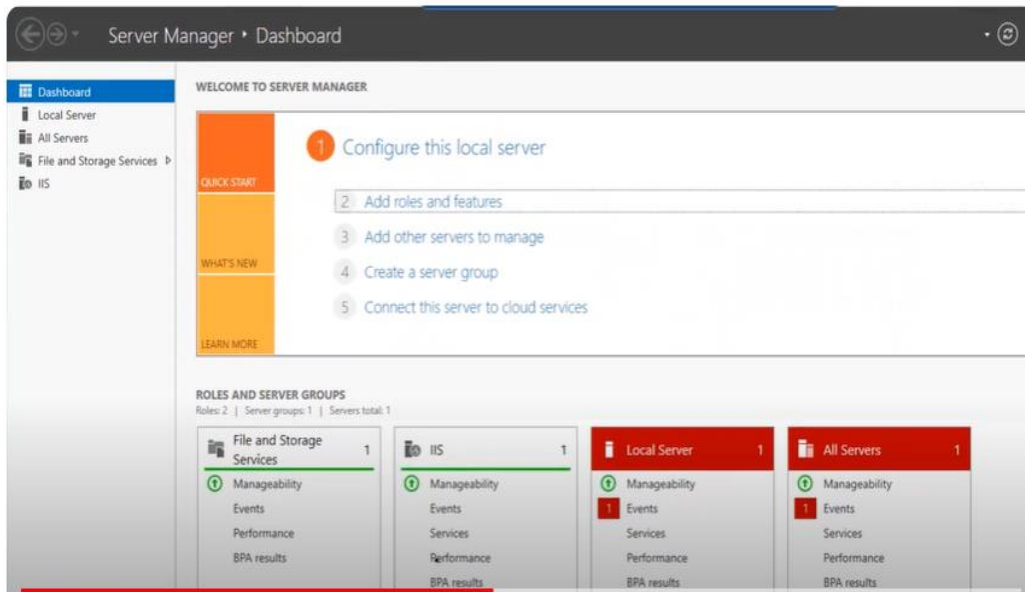 Server Manager • Dashboard
Dashboard
Local Server
All Servers
File and Storage Services
IIS
WELCOME TO SERVER MANAGER
QUICK START
WHAT'S NEW
LEARN MORE
1 Configure this local server
2 Add roles and features
3 Add other servers to manage
4 Create a server group
5 Connect this server to cloud services
ROLES AND SERVER GROUPS
Roles: 2 | Server groups: 1 | Servers total: 1
File and Storage
Services 1
Manageability
Events
Performance
BPA results
IIS 1
Manageability
Events
Services
Performance
BPA results
Local Server 1
Manageability
1 Events
Services
Performance
BPA results
All Servers 1
Manageability
1 Events
Services
Performance
BPA results